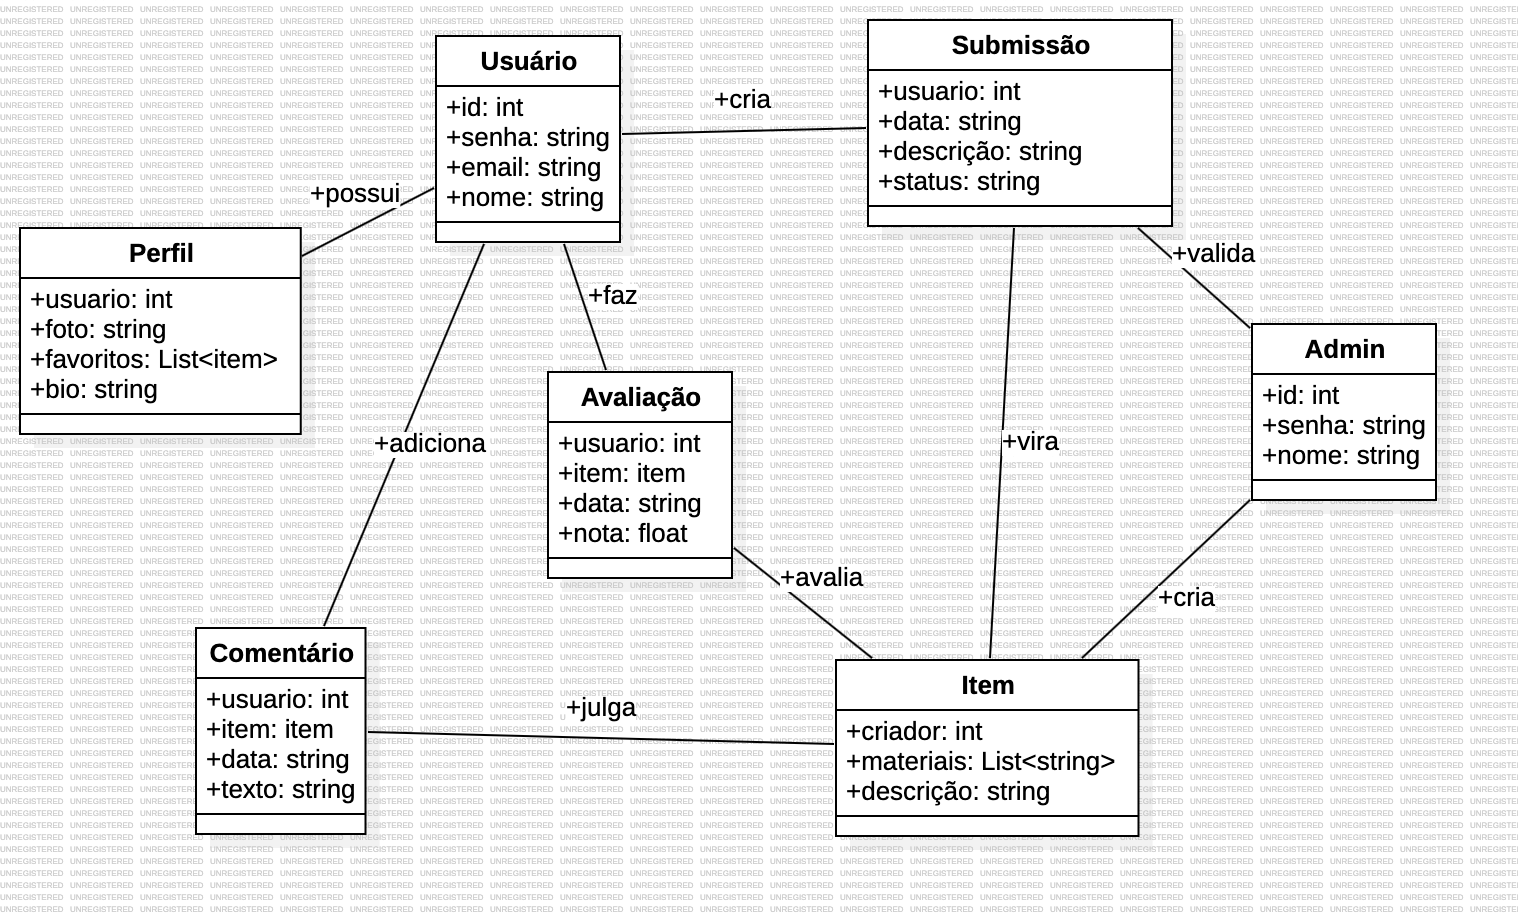 Usuário
+id: int
+senha: string
+email: string
+nome: string
+cria
Submissão
+usuario: int
+data: string
+descrição: string
+status: string
+possui
Perfil
+usuario: int
+foto: string
+favoritos: List<item>
+bio: string
+faz
+valida
Admin
+id: int
+senha: string
+nome: string
+adiciona
Avaliação
+usuario: int
+item: item
+data: string
+nota: float
+vira
+avalia
+cria
Comentário
+usuario: int
+item: item
+data: string
+texto: string
+julga
Item
+criador: int
+materiais: List<string>
+descrição: string
UNREGISTERED